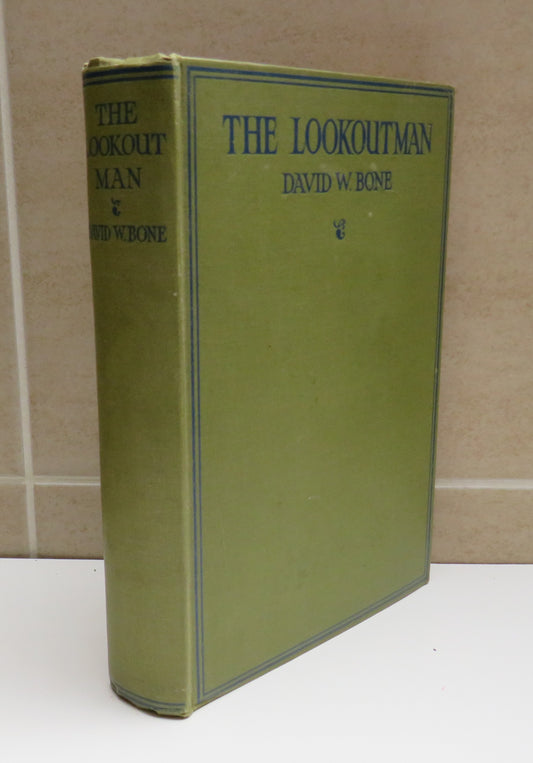 THE
LOOKOUT
MAN
DAVID W. BONE
THE LOOKOUTMAN
DAVID W. BONE